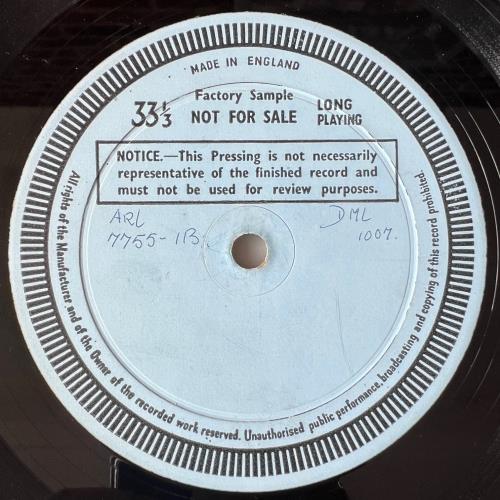 MADE IN ENGLAND
Factory Sample
33⅓ NOT FOR SALE LONG PLAYING
NOTICE.—This Pressing is not necessarily
representative of the finished record and
must not be used for review purposes.
ARL DML
7755-1B 1007.
All rights of the Manufacturer and of the Owner of the recorded work reserved. Unauthorised public performance, broadcasting and copying of this record prohibited.